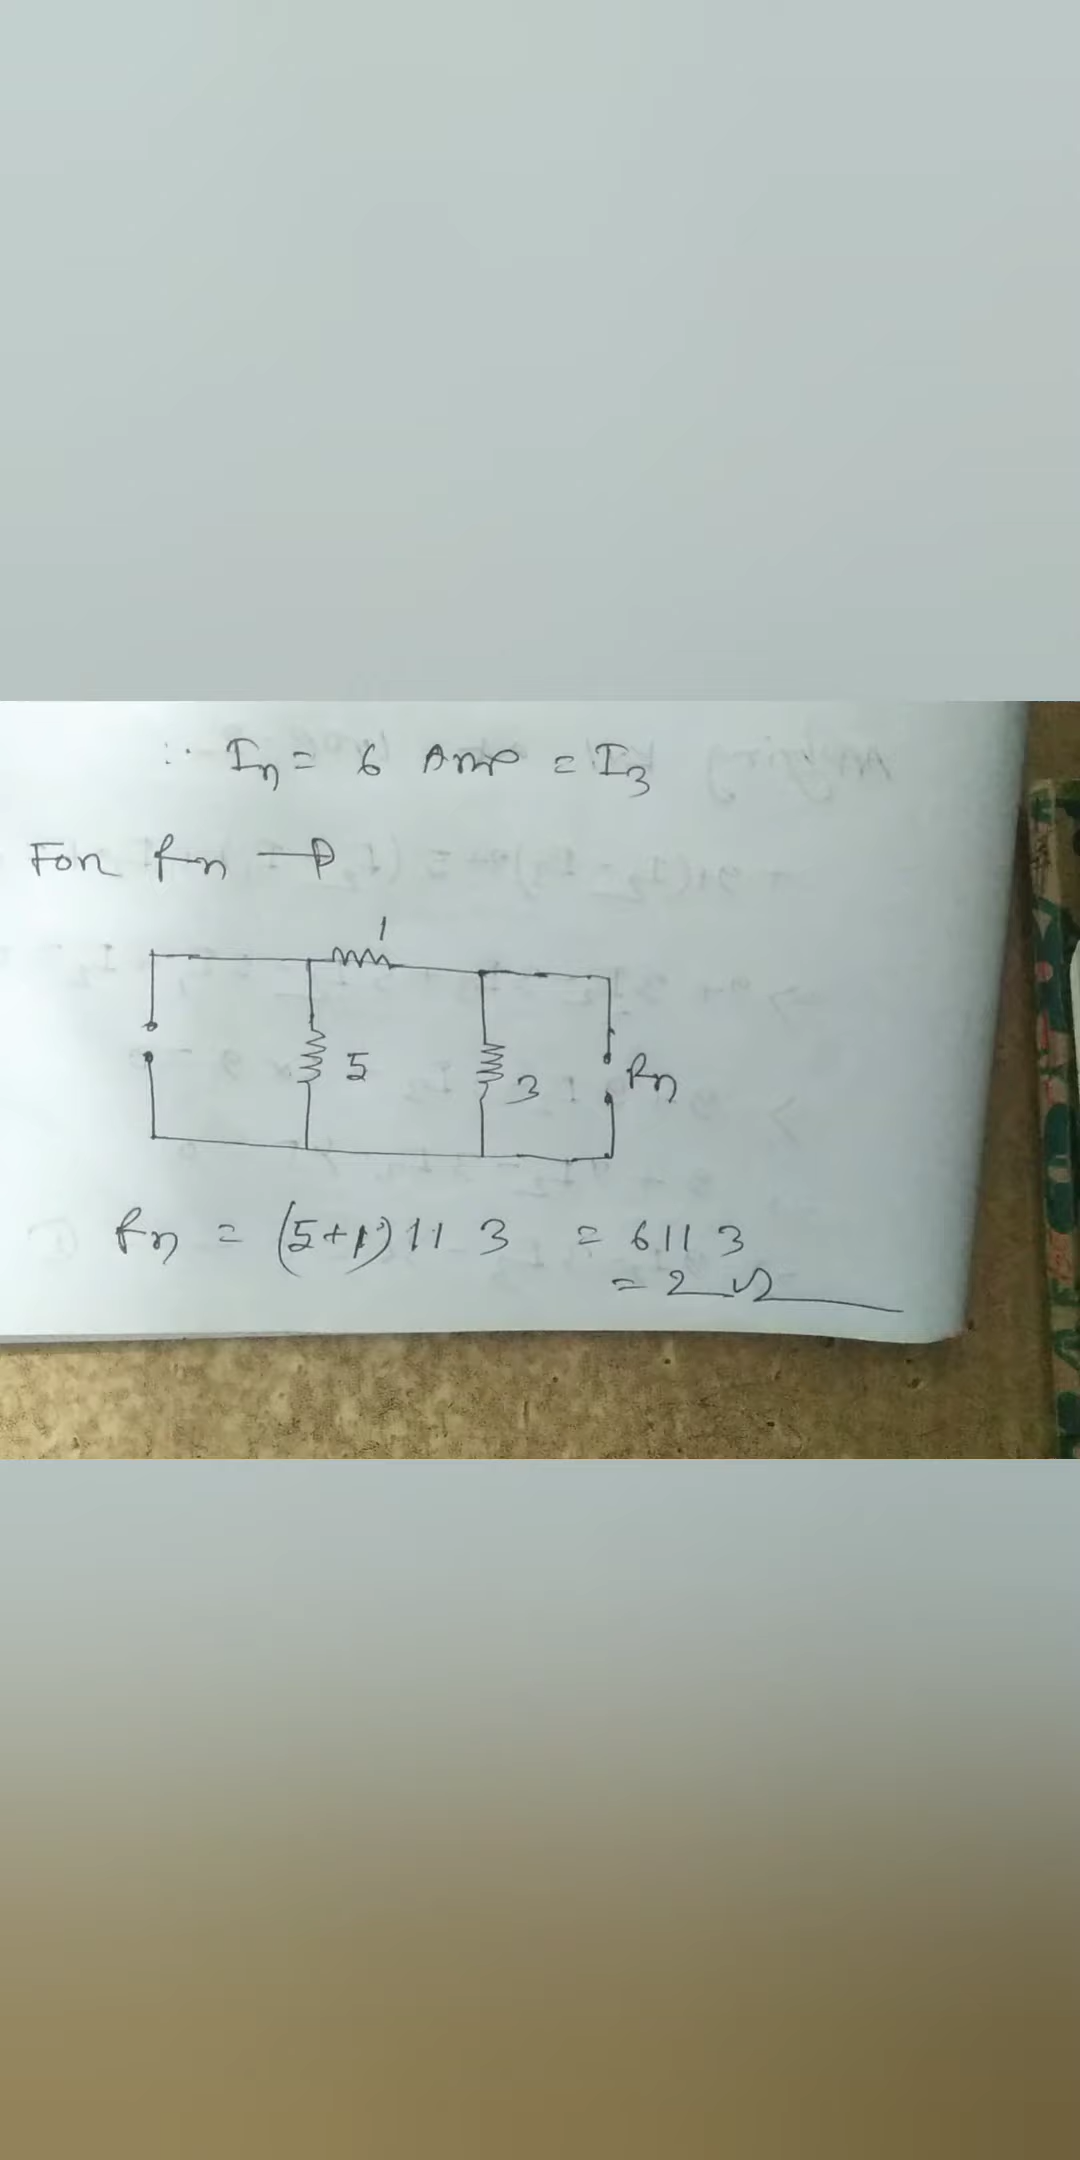 ∴ In = 6 Amp = I3
For Rn →
1
5
3
Rn
Rn = (5+1) || 3 = 6 || 3
= 2 Ω